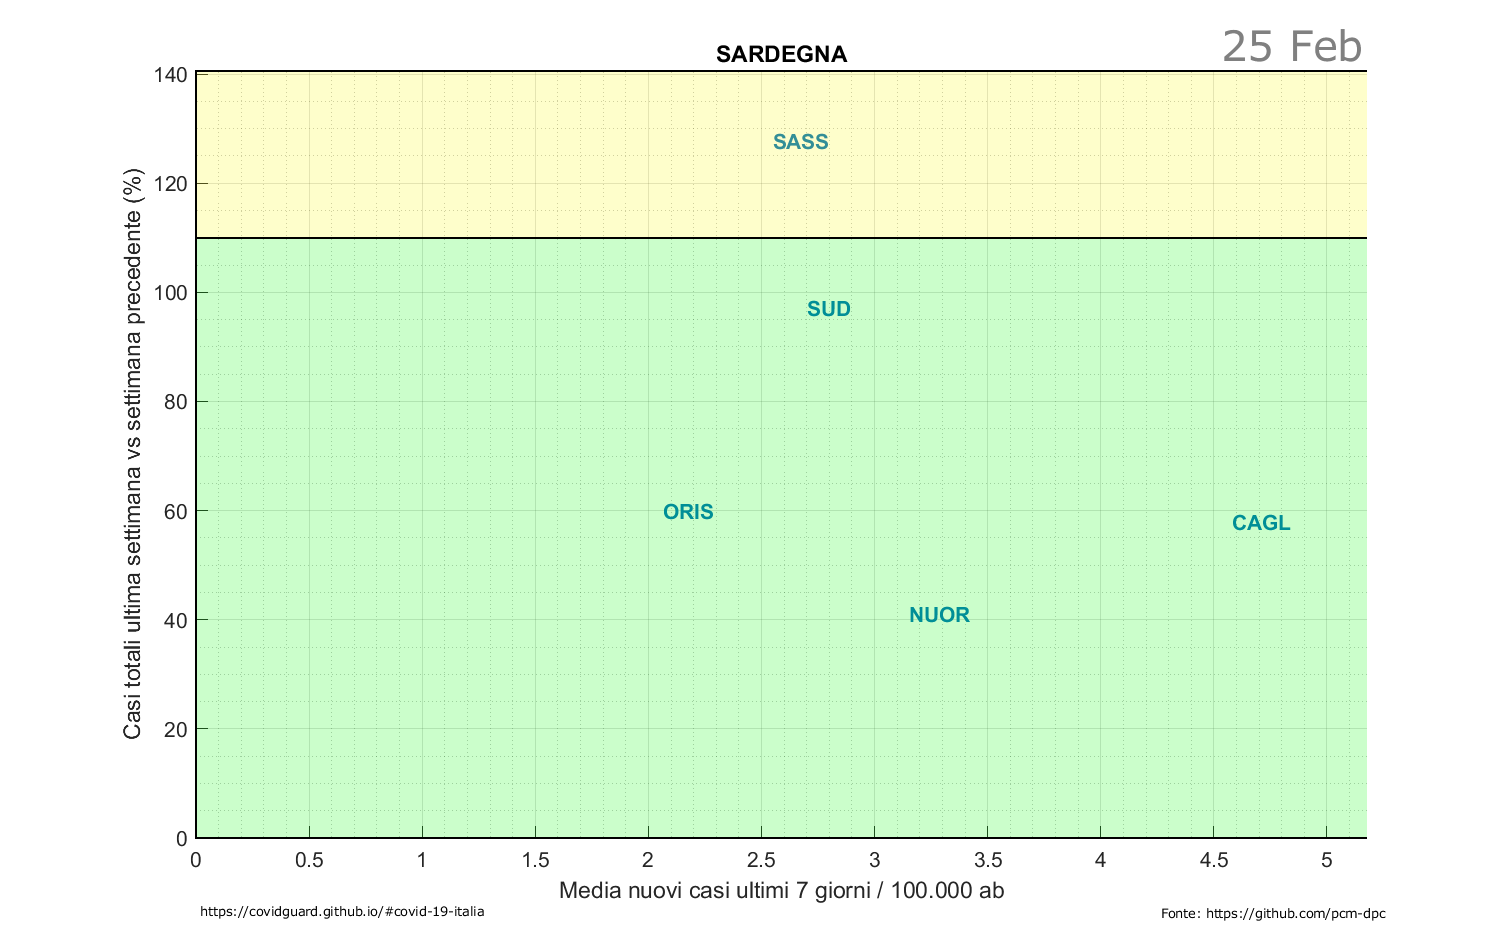 25 Feb
SARDEGNA
140
120
100
80
60
40
20
0
Casi totali ultima settimana vs settimana precedente (%)
SASS
SUD
ORIS
CAGL
NUOR
0 0.5 1 1.5 2 2.5 3 3.5 4 4.5 5
Media nuovi casi ultimi 7 giorni / 100.000 ab
https://covidguard.github.io/#covid-19-italia
Fonte: https://github.com/pcm-dpc